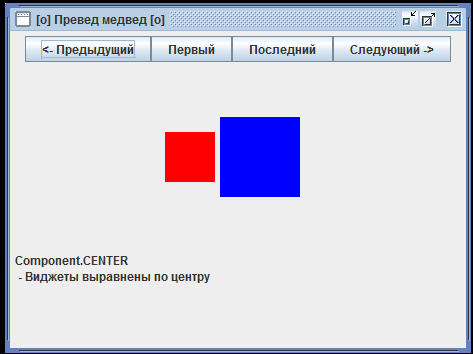 [o] Превед медвед [o]
<- Предыдущий Первый Последний Следующий ->
Component.CENTER
- Виджеты выравнены по центру